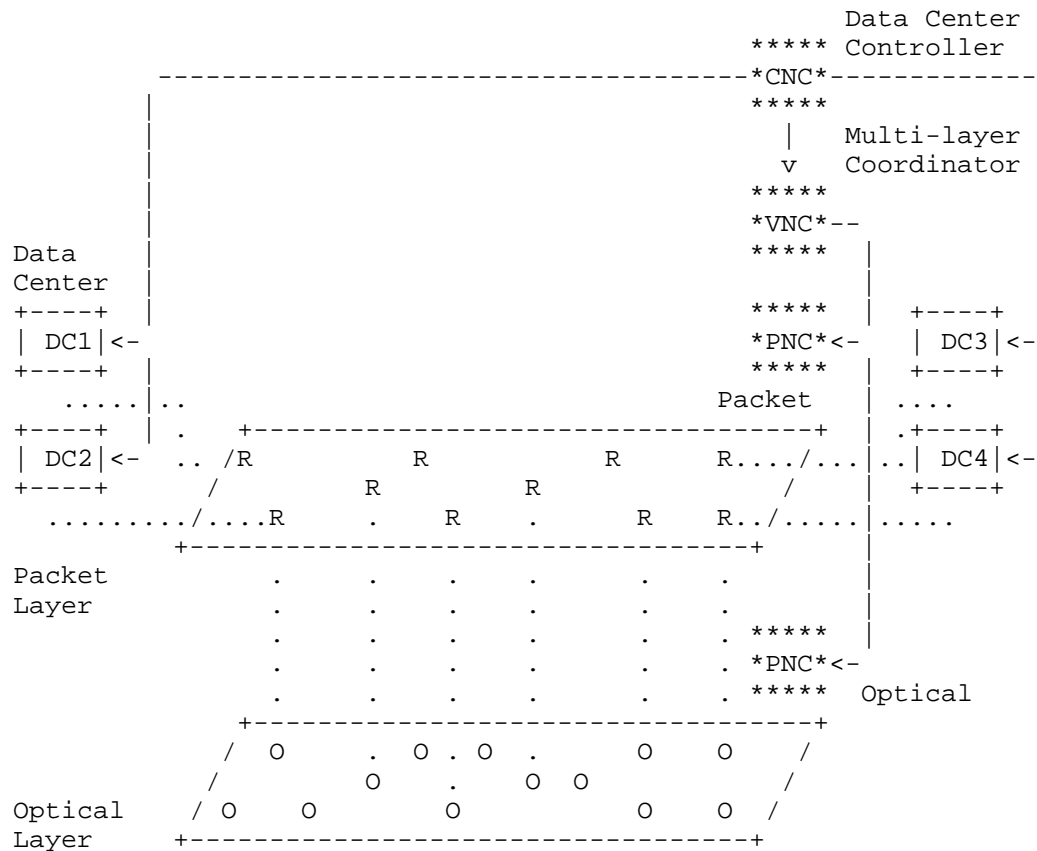 Data Center
                                              ***** Controller
         -------------------------------------*CNC*-------------
        |                                     *****
        |                                       |   Multi-layer
        |                                       v   Coordinator
        |                                     *****
        |                                     *VNC*--
Data    |                                     *****  |
Center  |                                            |
+----+  |                                     *****  |  +----+
| DC1|<-                                      *PNC*<-   | DC3|<-
+----+  |                                     *****  |  +----+
   .....|..                                 Packet   | ....
+----+  | .   +-----------------------------------+  | .+----+
| DC2|<-  .. /R          R           R      R..../...|..| DC4|<-
+----+      /         R         R               /    |  +----+
  ........./....R     .    R    .      R    R../.....|.....
          +-----------------------------------+      |
Packet          .     .    .    .      .    .        |
Layer           .     .    .    .      .    .        |
                .     .    .    .      .    . *****  |
                .     .    .    .      .    . *PNC*<-
                .     .    .    .      .    . *****  Optical
              +-----------------------------------+
             /  O     .  O . O  .      O    O    /
            /         O    .    O  O            /
Optical    / O    O        O           O    O  /
Layer     +-----------------------------------+